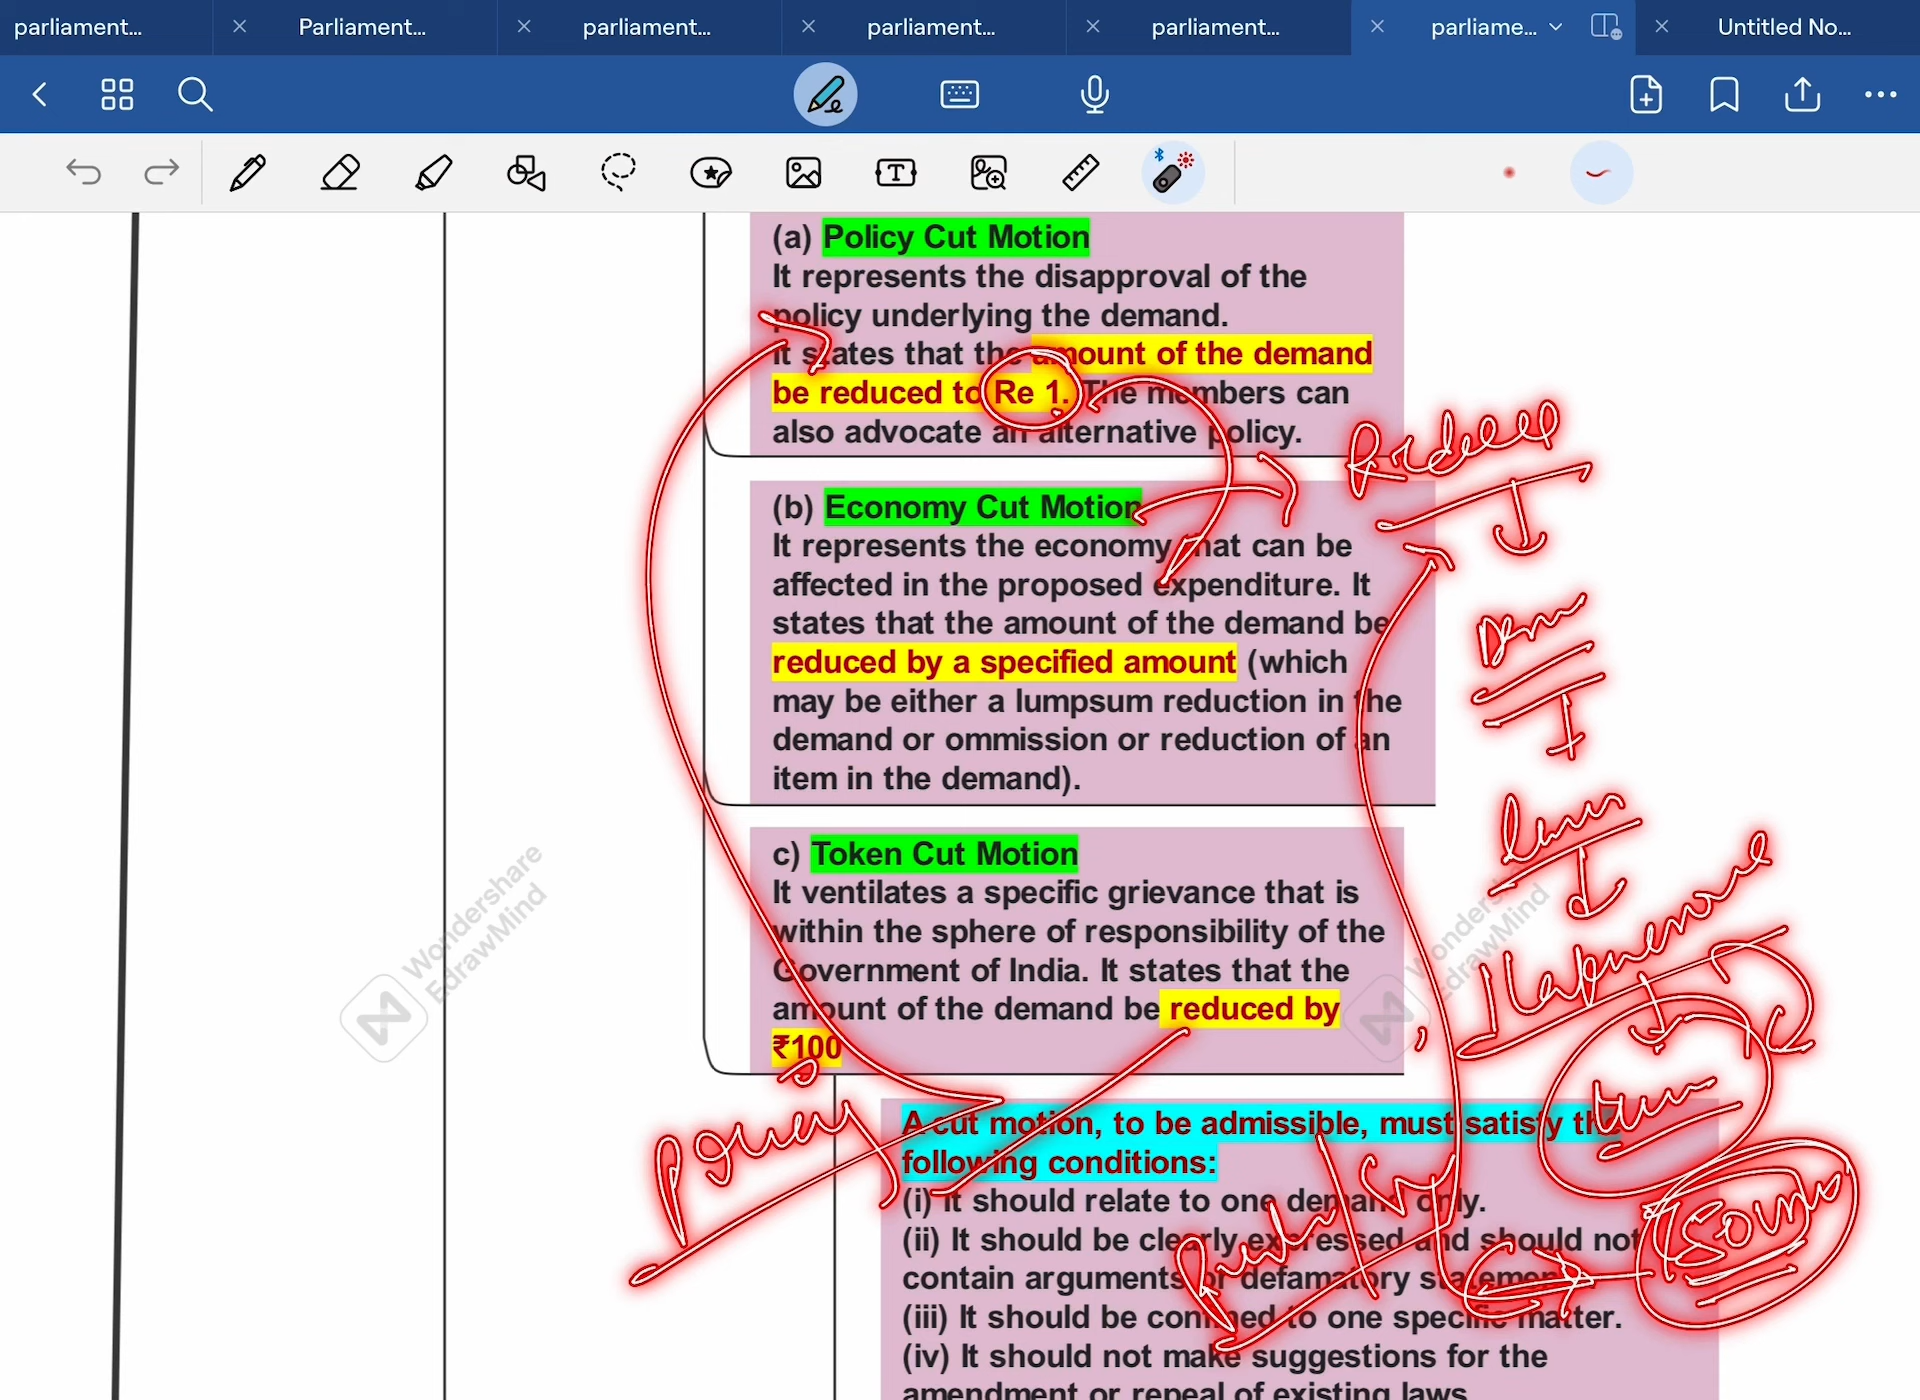 parliament...
Parliament...
parliament...
parliament...
parliament...
parliame...
Untitled No...
(a) Policy Cut Motion
It represents the disapproval of the
policy underlying the demand.
It states that the amount of the demand
be reduced to Re 1. The members can
also advocate an alternative policy.
(b) Economy Cut Motion
It represents the economy that can be
affected in the proposed expenditure. It
states that the amount of the demand be
reduced by a specified amount (which
may be either a lumpsum reduction in the
demand or ommission or reduction of an
item in the demand).
c) Token Cut Motion
It ventilates a specific grievance that is
within the sphere of responsibility of the
Government of India. It states that the
amount of the demand be reduced by
₹100
Policy
A cut motion, to be admissible, must satisfy the
following conditions:
(i) It should relate to one demand only.
(ii) It should be clearly expressed and should not
contain arguments or defamatory statement
(iii) It should be confined to one specific matter.
(iv) It should not make suggestions for the
amendment or repeal of existing laws
Wondershare
EdrawMind
Wondershare
EdrawMind